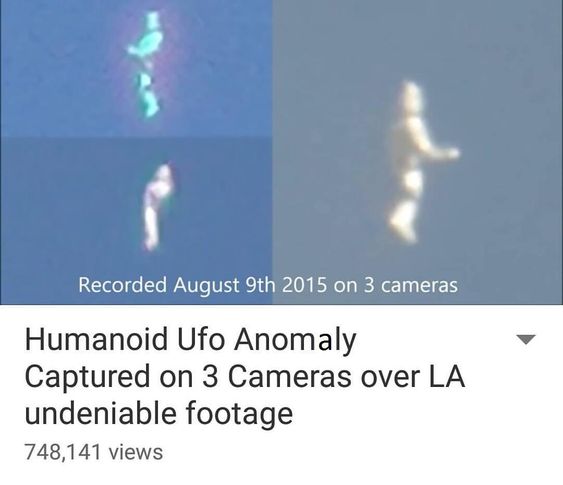 Recorded August 9th 2015 on 3 cameras
Humanoid Ufo Anomaly
Captured on 3 Cameras over LA
undeniable footage
748,141 views